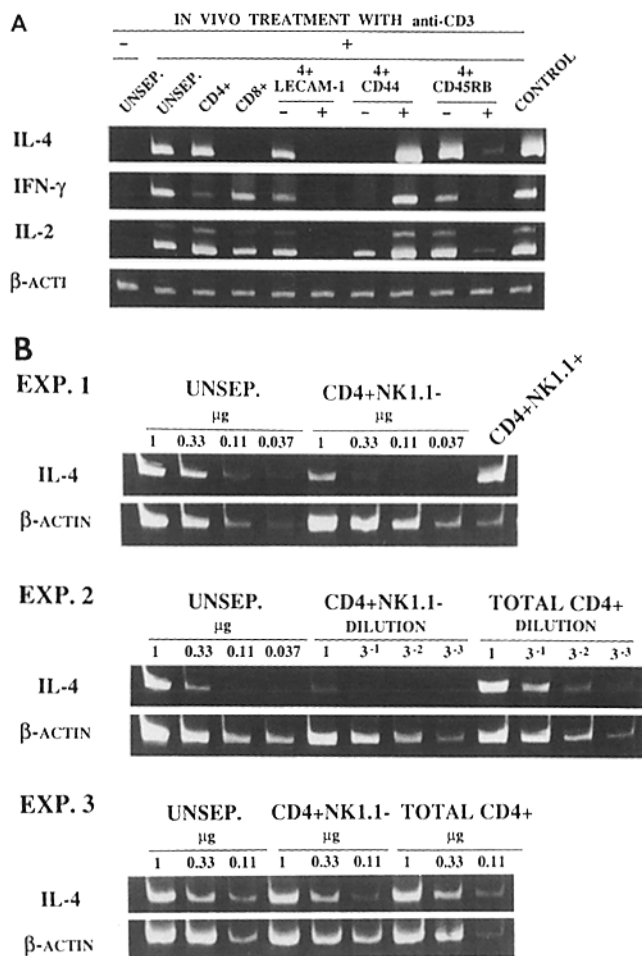 A
IN VIVO TREATMENT WITH anti-CD3
- +
UNSEP. UNSEP. CD4+ CD8+ 4+ LECAM-1 4+ CD44 4+ CD45RB CONTROL
- + - + - +
IL-4
IFN-γ
IL-2
β-ACTI
B
EXP. 1
UNSEP. CD4+NK1.1- CD4+NK1.1+
μg μg
1 0.33 0.11 0.037 1 0.33 0.11 0.037
IL-4
β-ACTIN
EXP. 2
UNSEP. CD4+NK1.1- TOTAL CD4+
μg DILUTION DILUTION
1 0.33 0.11 0.037 1 3-1 3-2 3-3 1 3-1 3-2 3-3
IL-4
β-ACTIN
EXP. 3
UNSEP. CD4+NK1.1- TOTAL CD4+
μg μg μg
1 0.33 0.11 1 0.33 0.11 1 0.33 0.11
IL-4
β-ACTIN